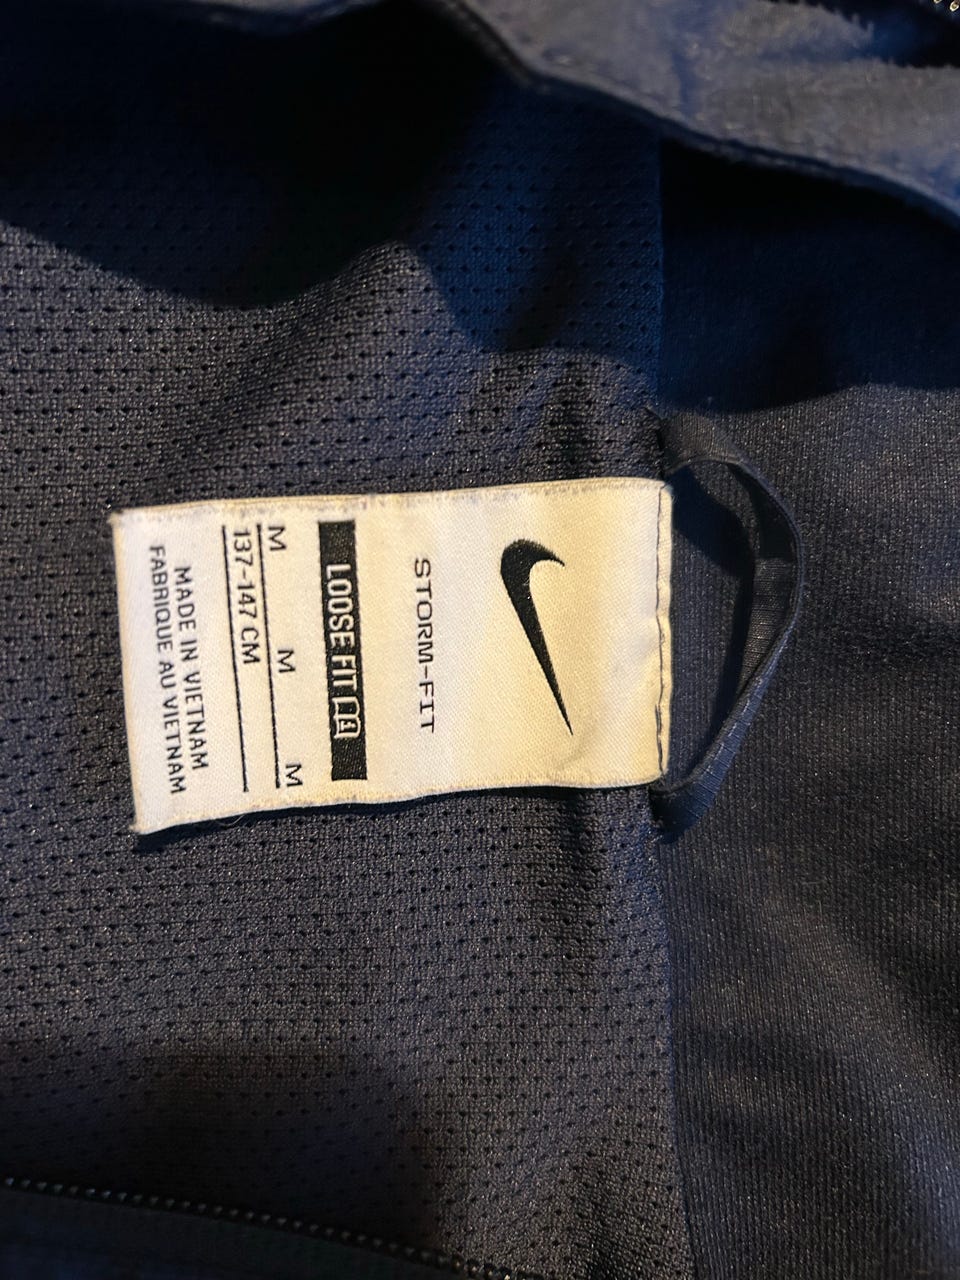 STORM-FIT
LOOSE FIT
M M M
137-147 CM
MADE IN VIETNAM
FABRIQUE AU VIETNAM